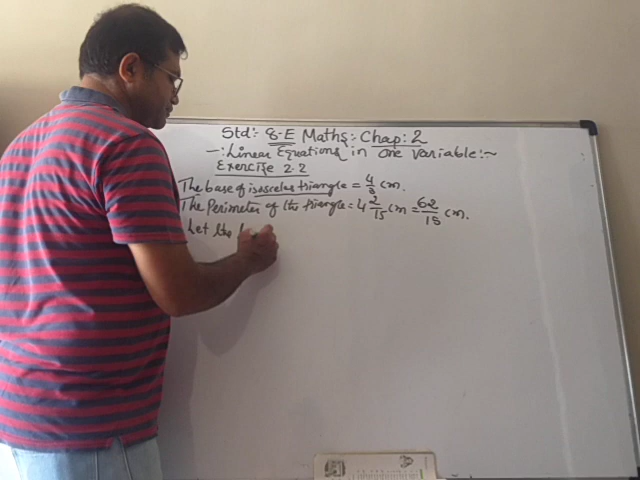 Std:- 8-E Maths:- Chap: 2
-:Linear Equations in one variable:~
Exercise 2.2
The base of isosceles triangle = 4/3 cm.
The Perimeter of the triangle = 4 2/15 cm = 62/15 cm.
Let the